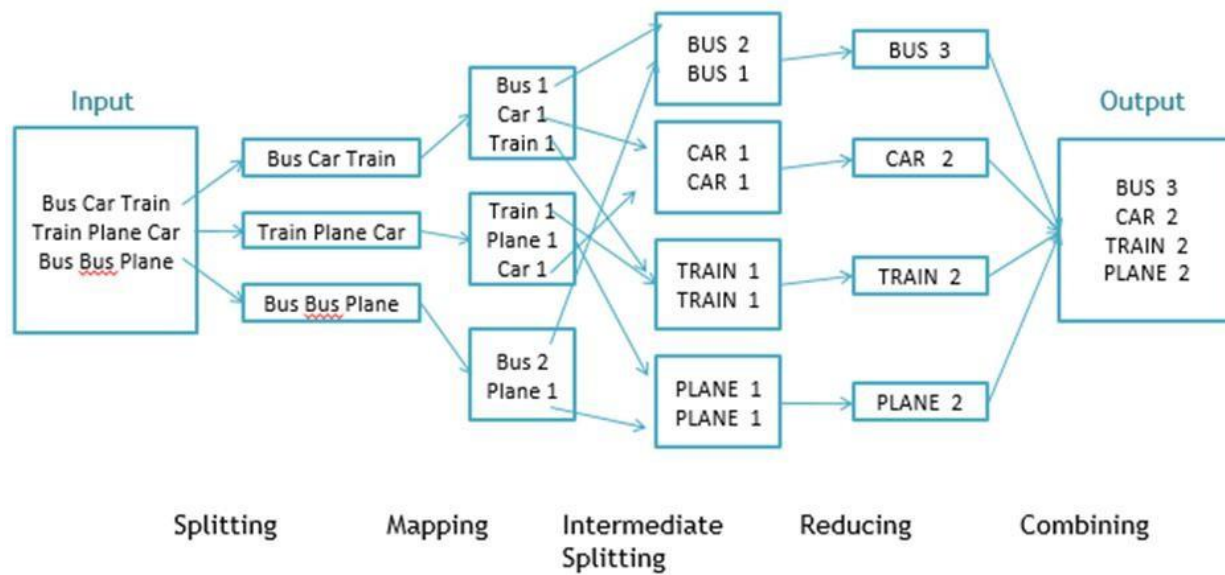 Input
Bus Car Train
Train Plane Car
Bus Bus Plane
Bus Car Train
Train Plane Car
Bus Bus Plane
Bus 1
Car 1
Train 1
Train 1
Plane 1
Car 1
Bus 2
Plane 1
BUS 2
BUS 1
CAR 1
CAR 1
TRAIN 1
TRAIN 1
PLANE 1
PLANE 1
BUS 3
CAR 2
TRAIN 2
PLANE 2
Output
BUS 3
CAR 2
TRAIN 2
PLANE 2
Splitting
Mapping
Intermediate
Splitting
Reducing
Combining